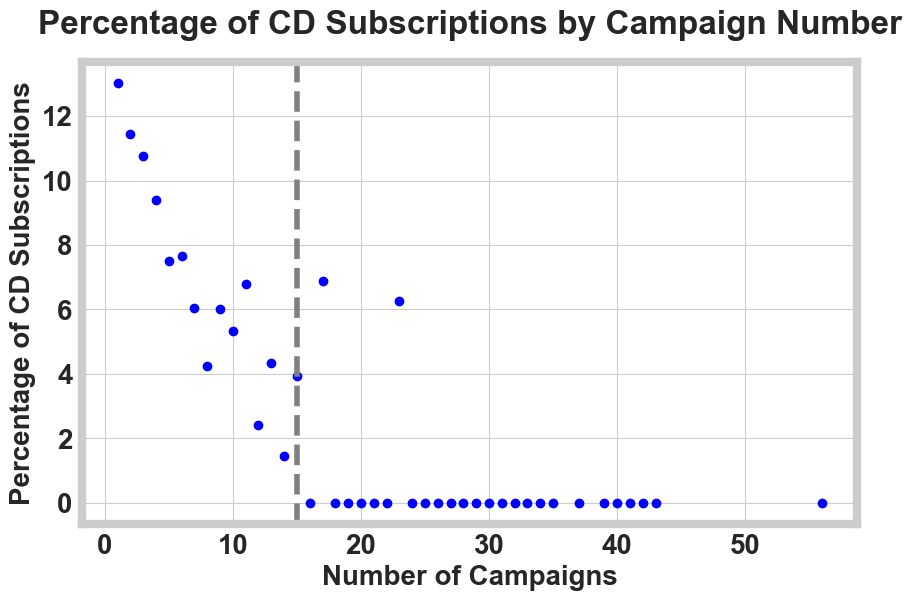 Percentage of CD Subscriptions by Campaign Number
Percentage of CD Subscriptions
12
10
8
6
4
2
0
0 10 20 30 40 50
Number of Campaigns